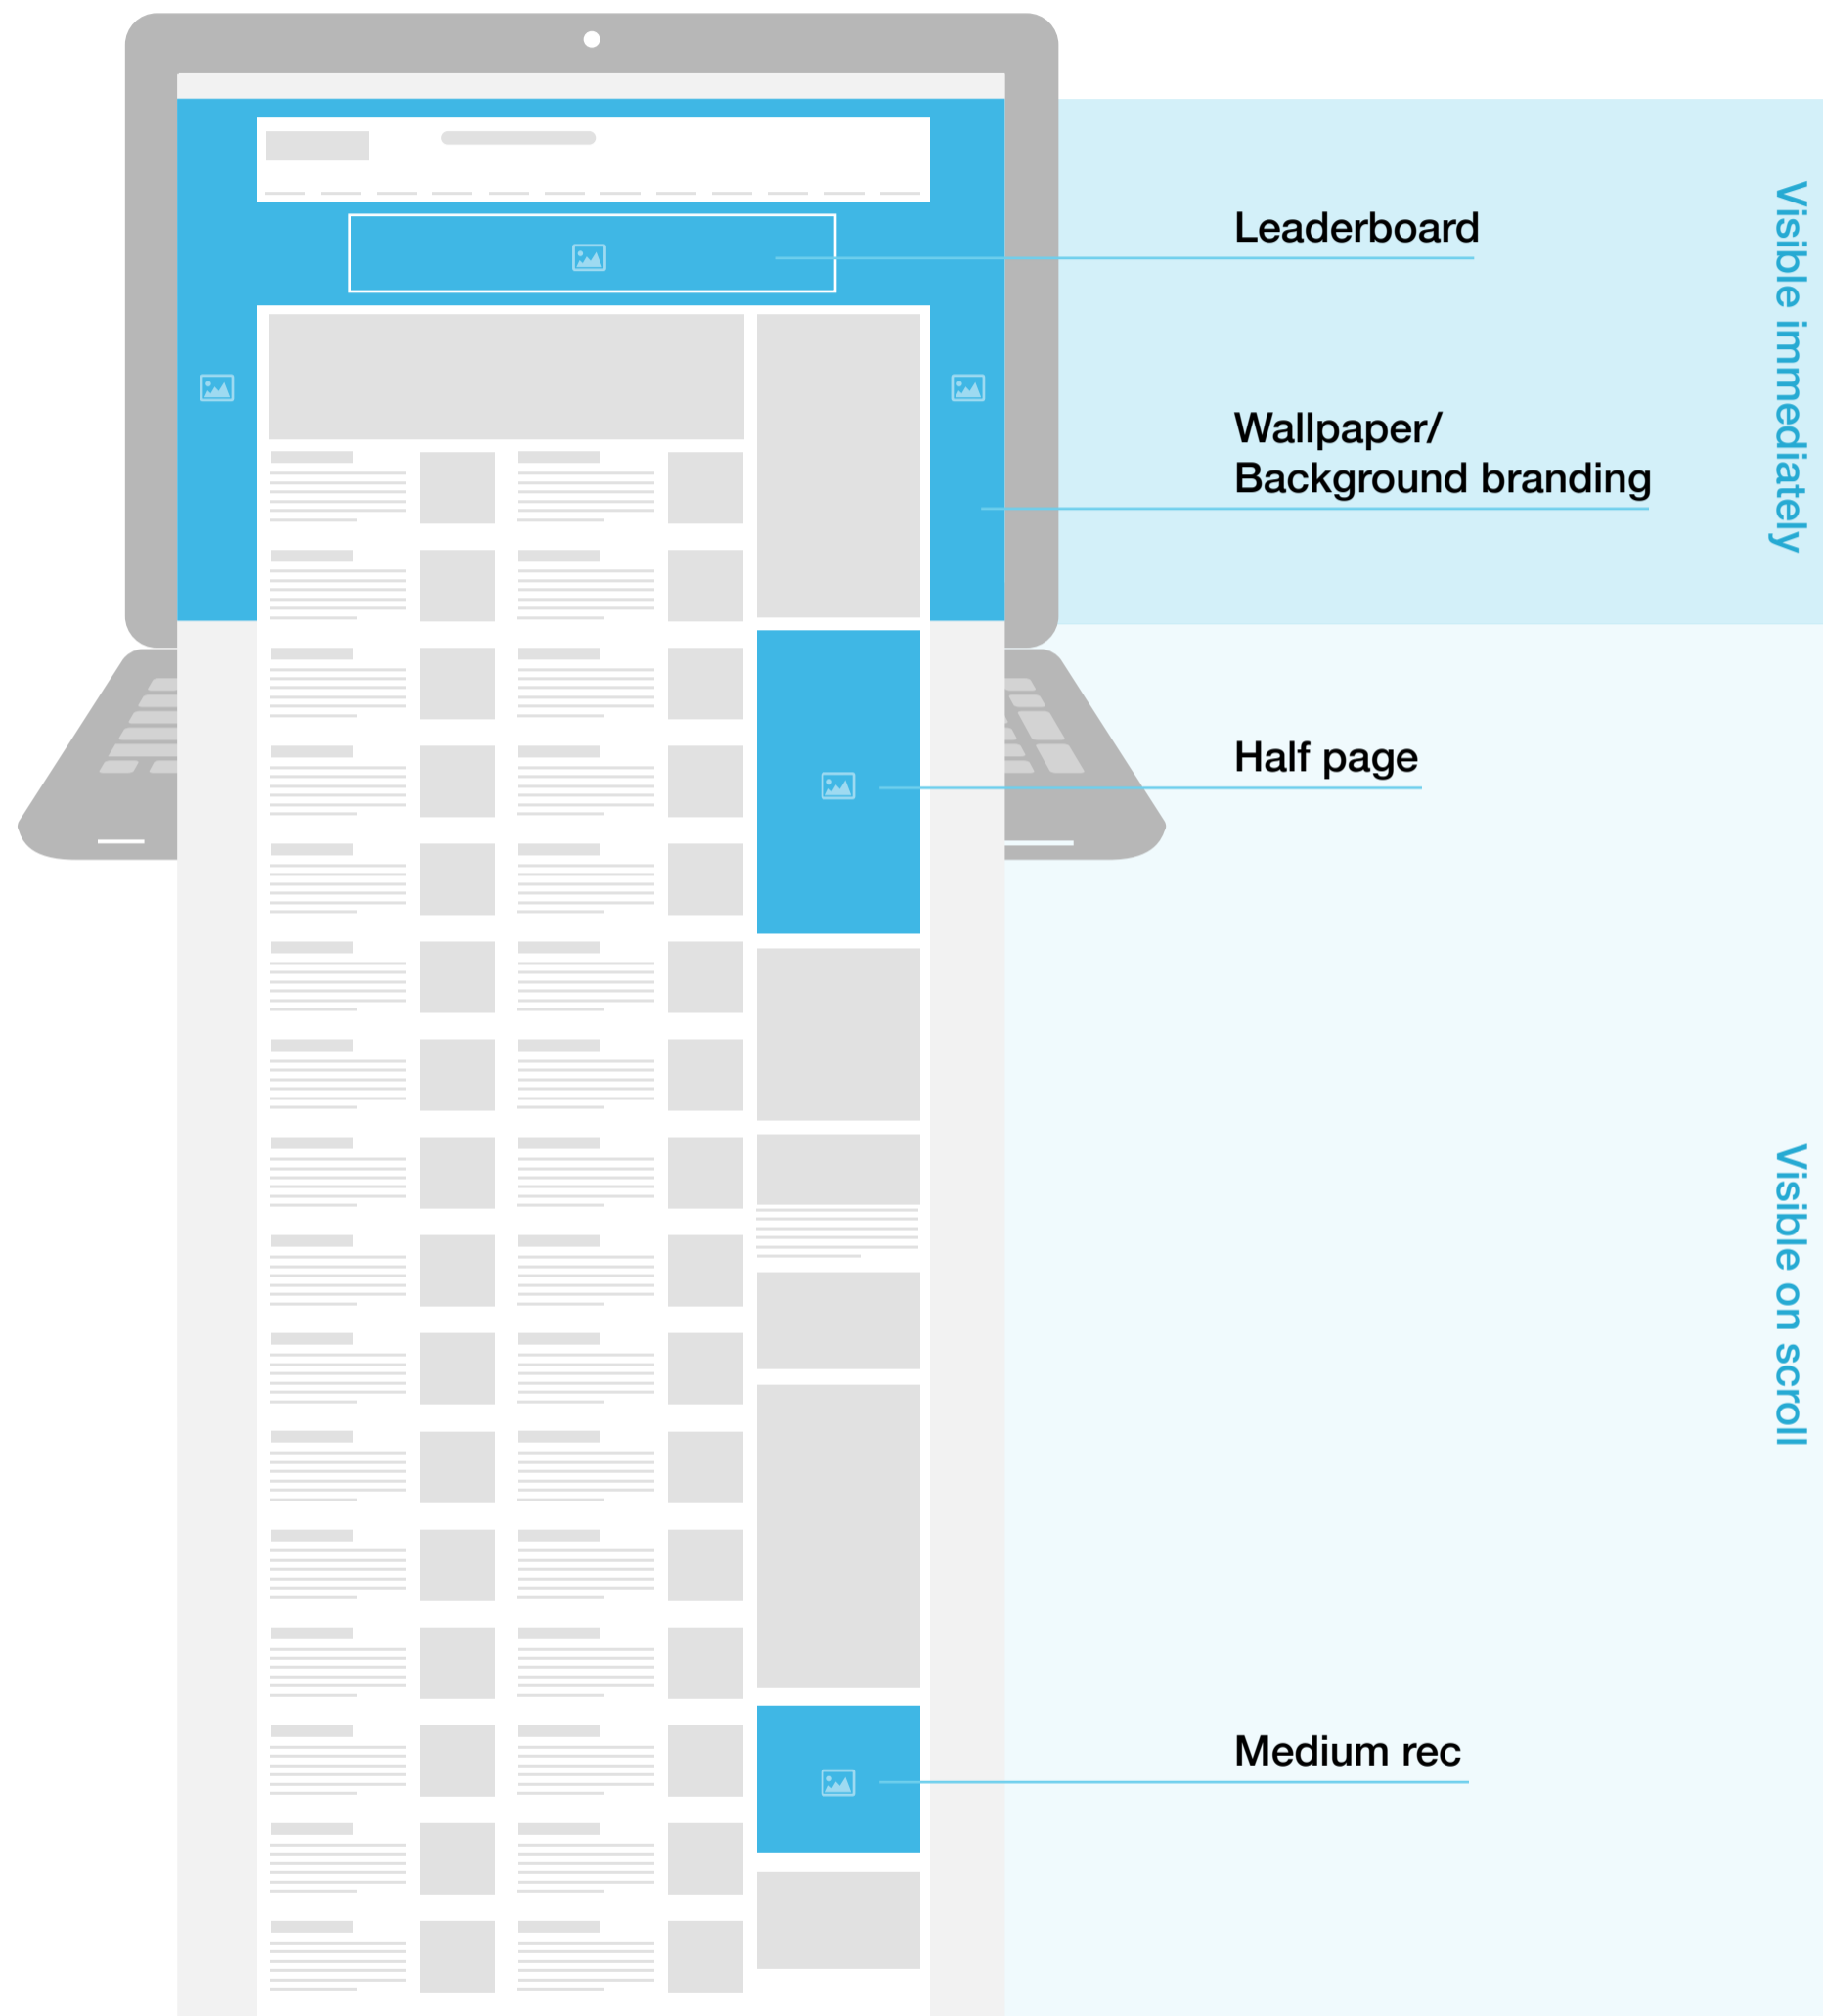 Leaderboard
Wallpaper/
Background branding
Visible immediately
Half page
Visible on scroll
Medium rec